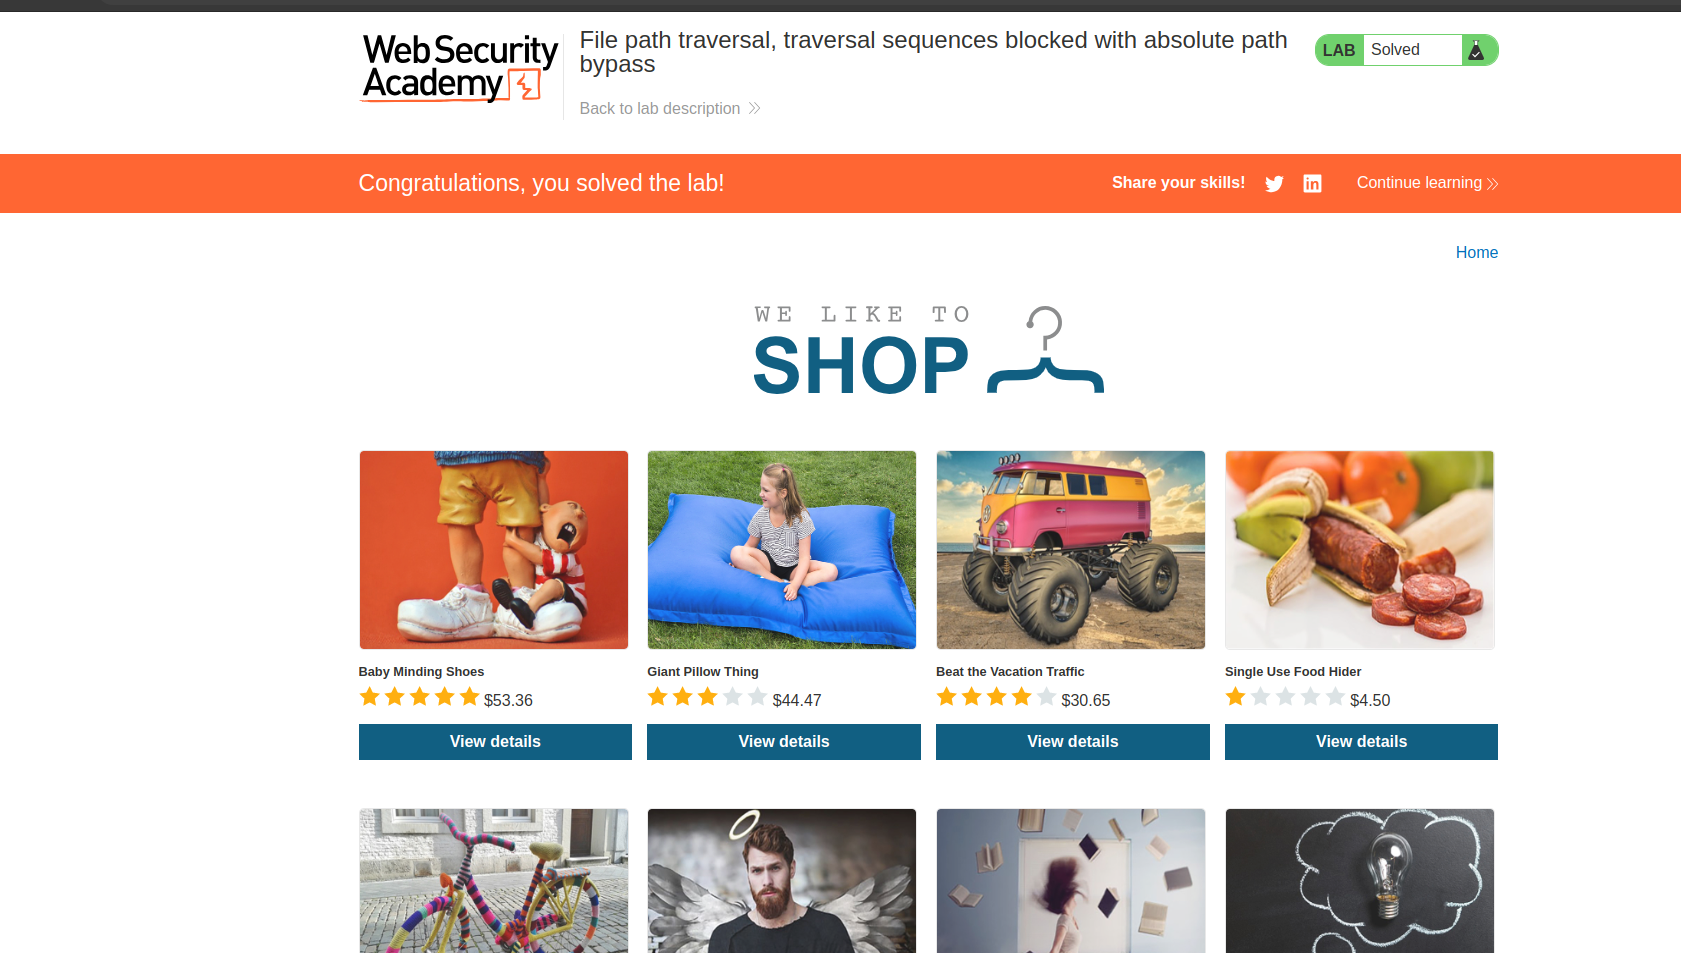 Web Security
Academy
File path traversal, traversal sequences blocked with absolute path
bypass
Back to lab description
LAB Solved
Congratulations, you solved the lab!
Share your skills!
Continue learning
Home
WE LIKE TO
SHOP
Baby Minding Shoes
$53.36
View details
Giant Pillow Thing
$44.47
View details
Beat the Vacation Traffic
$30.65
View details
Single Use Food Hider
$4.50
View details